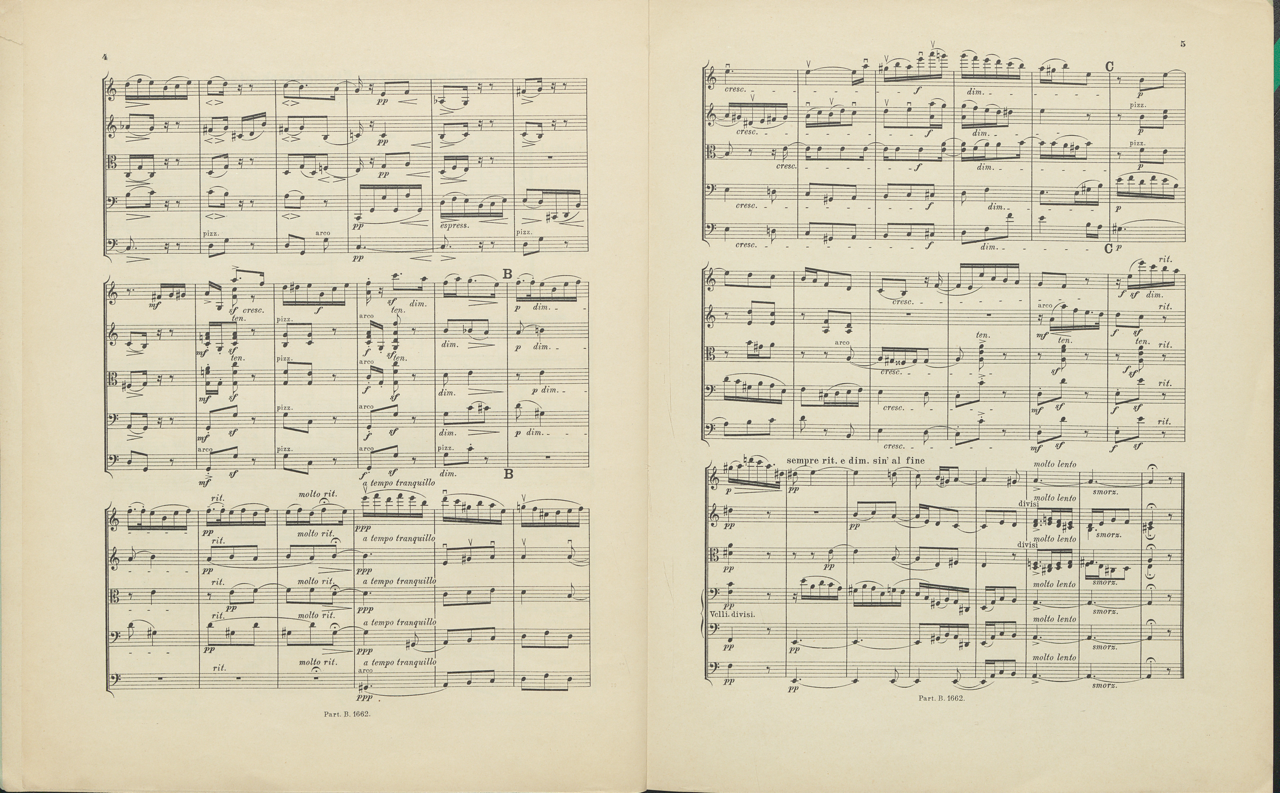 4
pp
pizz.
arco
pizz.
pp
espress.
pp
B
mf
sf cresc.
f
sf dim.
p dim.
ten.
pizz.
arco
ten.
mf
sf
f
sf
dim.
p dim.
ten.
pizz.
arco
ten.
mf
sf
f
sf
dim.
p dim.
pizz.
arco
mf
sf
f
sf
dim.
p dim.
arco
pizz.
arco
pizz.
mf
sf
f
sf
dim.
B
a tempo tranquillo
rit.
molto rit.
ppp
pp
molto rit.
a tempo tranquillo
rit.
pp
ppp
rit.
molto rit.
a tempo tranquillo
pp
ppp
rit.
molto rit.
a tempo tranquillo
pp
ppp
rit.
molto rit.
a tempo tranquillo
arco
ppp
Part. B. 1662.
5
C
cresc.
f
dim.
p
pizz.
cresc.
f
dim.
p
pizz.
cresc.
f
dim.
p
cresc.
f
dim.
p
cresc.
f
dim.
C p
rit.
cresc.
f
sf dim.
arco
rit.
mf
f sf
arco
ten.
ten.
ten.
rit.
cresc.
sf
mf sf
f sf
rit.
cresc.
sf
mf sf
f sf
rit.
cresc.
sf
mf sf
f sf
sempre rit. e dim. sin' al fine
molto lento
p
pp
smorz.
molto lento
divisi
pp
pp
smorz.
molto lento
divisi
pp
pp
smorz.
molto lento
pp
smorz.
Vclli. divisi.
molto lento
pp
pp
smorz.
molto lento
pp
pp
smorz.
Part. B. 1662.